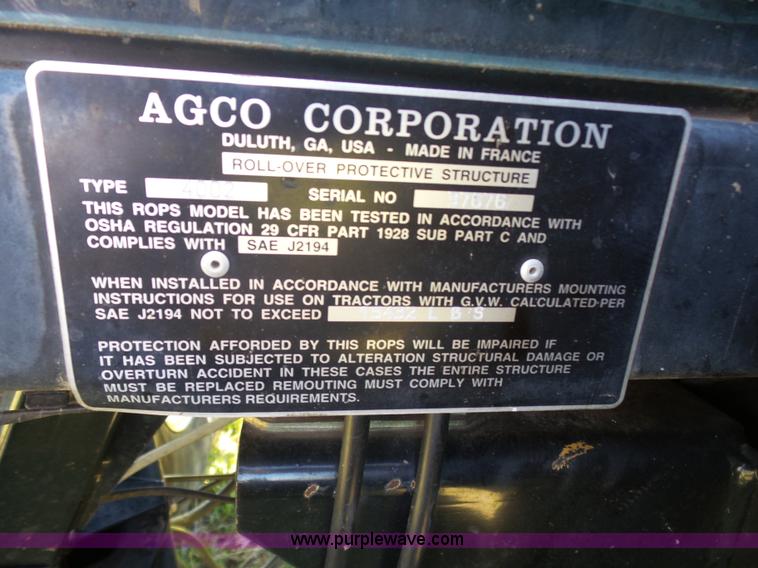 AGCO CORPORATION
DULUTH, GA, USA - MADE IN FRANCE
ROLL-OVER PROTECTIVE STRUCTURE
TYPE SERIAL NO
THIS ROPS MODEL HAS BEEN TESTED IN ACCORDANCE WITH
OSHA REGULATION 29 CFR PART 1928 SUB PART C AND
COMPLIES WITH SAE J2194
WHEN INSTALLED IN ACCORDANCE WITH MANUFACTURERS MOUNTING
INSTRUCTIONS FOR USE ON TRACTORS WITH G.V.W. CALCULATED PER
SAE J2194 NOT TO EXCEED LBS
PROTECTION AFFORDED BY THIS ROPS WILL BE IMPAIRED IF
IT HAS BEEN SUBJECTED TO ALTERATION STRUCTURAL DAMAGE OR
OVERTURN ACCIDENT IN THESE CASES THE ENTIRE STRUCTURE
MUST BE REPLACED REMOUTING MUST COMPLY WITH
MANUFACTURERS REQUIREMENTS.
www.purplewave.com